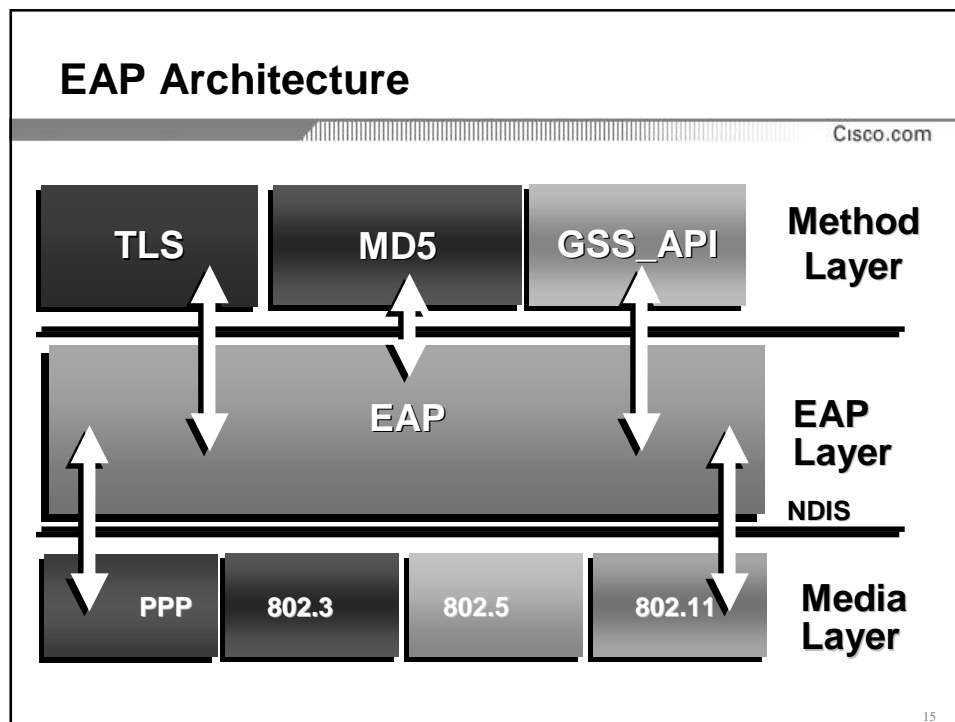 EAP Architecture
Cisco.com
TLS
MD5
GSS_API
Method
Layer
EAP
EAP
Layer
NDIS
PPP
802.3
802.5
802.11
Media
Layer
15